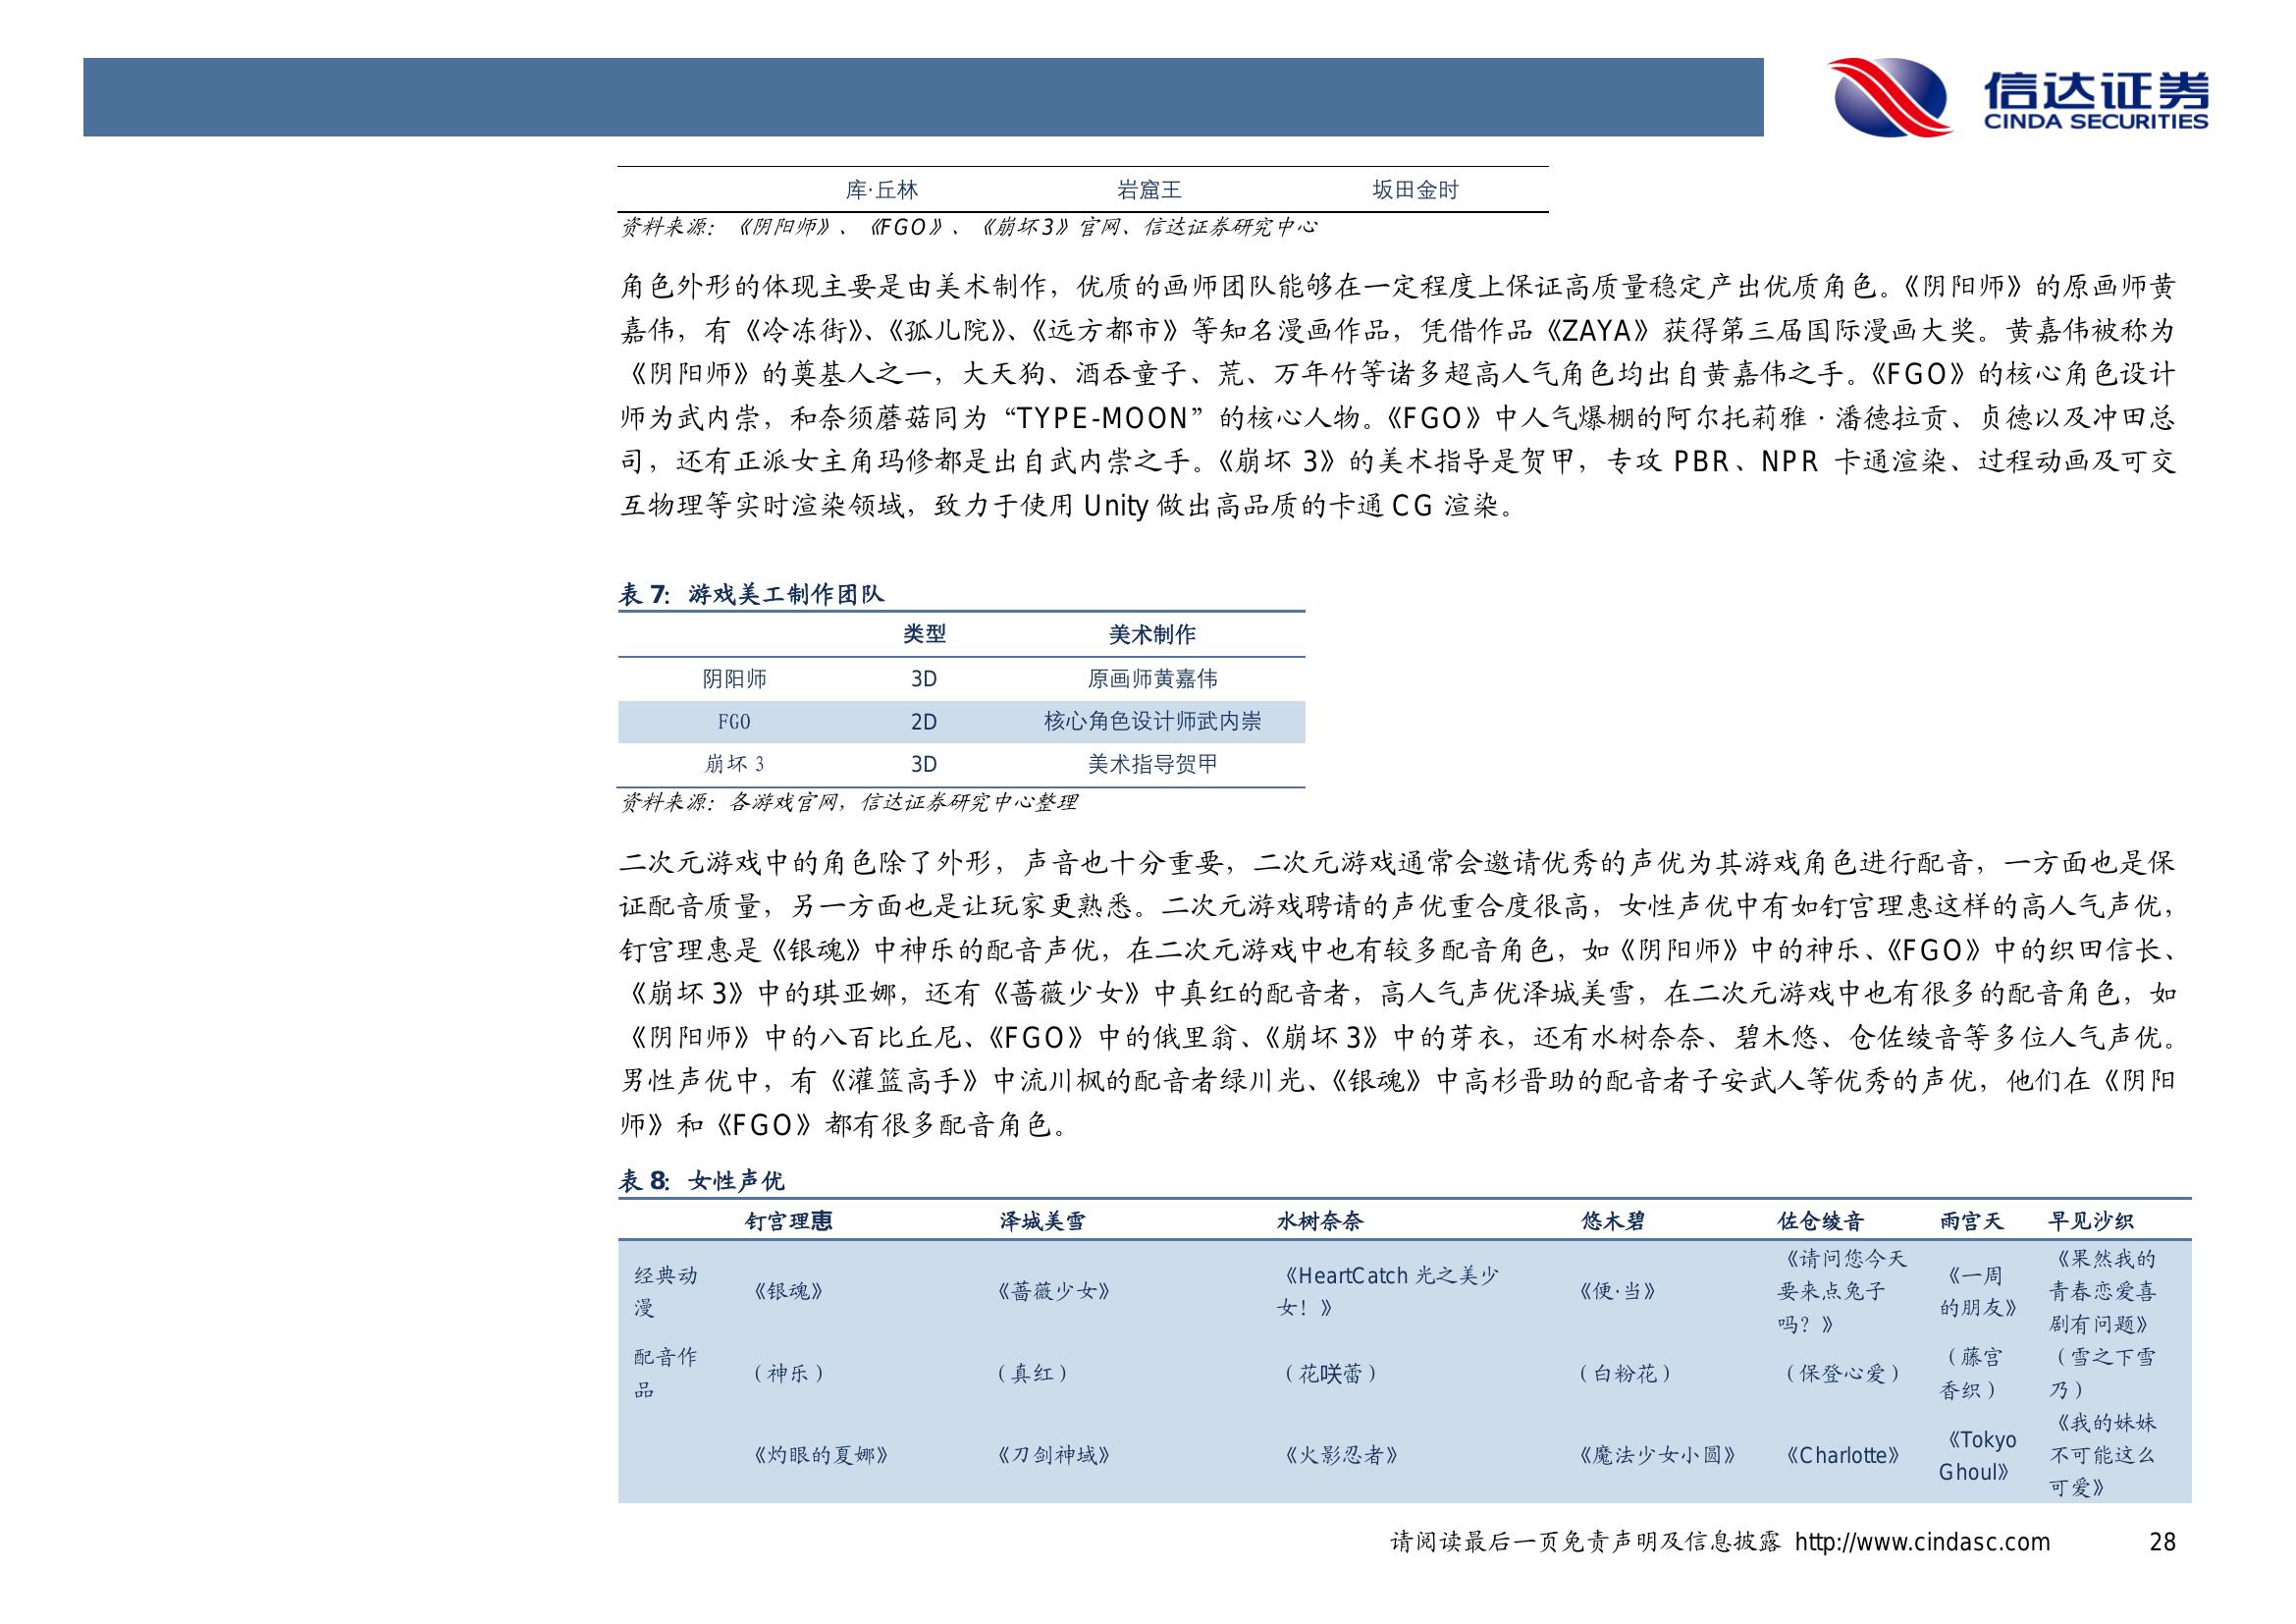 信达证券
CINDA SECURITIES
库·丘林 岩窟王 坂田金时
资料来源：《阴阳师》、《FGO》、《崩坏3》官网、信达证券研究中心
角色外形的体现主要是由美术制作，优质的画师团队能够在一定程度上保证高质量稳定产出优质角色。《阴阳师》的原画师黄
嘉伟，有《冷冻街》、《孤儿院》、《远方都市》等知名漫画作品，凭借作品《ZAYA》获得第三届国际漫画大奖。黄嘉伟被称为
《阴阳师》的奠基人之一，大天狗、酒吞童子、荒、万年竹等诸多超高人气角色均出自黄嘉伟之手。《FGO》的核心角色设计
师为武内崇，和奈须蘑菇同为“TYPE-MOON”的核心人物。《FGO》中人气爆棚的阿尔托莉雅·潘德拉贡、贞德以及冲田总
司，还有正派女主角玛修都是出自武内崇之手。《崩坏 3》的美术指导是贺甲，专攻 PBR、NPR 卡通渲染、过程动画及可交
互物理等实时渲染领域，致力于使用 Unity 做出高品质的卡通 CG 渲染。
表 7： 游戏美工制作团队
类型 美术制作
阴阳师 3D 原画师黄嘉伟
FGO 2D 核心角色设计师武内崇
崩坏 3 3D 美术指导贺甲
资料来源：各游戏官网，信达证券研究中心整理
二次元游戏中的角色除了外形，声音也十分重要，二次元游戏通常会邀请优秀的声优为其游戏角色进行配音，一方面也是保
证配音质量，另一方面也是让玩家更熟悉。二次元游戏聘请的声优重合度很高，女性声优中有如钉宫理惠这样的高人气声优，
钉宫理惠是《银魂》中神乐的配音声优，在二次元游戏中也有较多配音角色，如《阴阳师》中的神乐、《FGO》中的织田信长、
《崩坏 3》中的琪亚娜，还有《蔷薇少女》中真红的配音者，高人气声优泽城美雪，在二次元游戏中也有很多的配音角色，如
《阴阳师》中的八百比丘尼、《FGO》中的俄里翁、《崩坏 3》中的芽衣，还有水树奈奈、碧木悠、仓佐绫音等多位人气声优。
男性声优中，有《灌篮高手》中流川枫的配音者绿川光、《银魂》中高杉晋助的配音者子安武人等优秀的声优，他们在《阴阳
师》和《FGO》都有很多配音角色。
表 8： 女性声优
钉宫理恵 泽城美雪 水树奈奈 悠木碧 佐仓绫音 雨宫天 早见沙织
经典动漫 《银魂》 《蔷薇少女》 《HeartCatch 光之美少女！》 《便·当》 《请问您今天要来点兔子吗？》 《一周的朋友》 《果然我的青春恋爱喜剧有问题》
配音作品 （神乐） （真红） （花咲蕾） （白粉花） （保登心爱） （藤宫香织） （雪之下雪乃）
《灼眼的夏娜》 《刀剑神域》 《火影忍者》 《魔法少女小圆》 《Charlotte》 《Tokyo Ghoul》 《我的妹妹不可能这么可爱》
请阅读最后一页免责声明及信息披露 http://www.cindasc.com 28